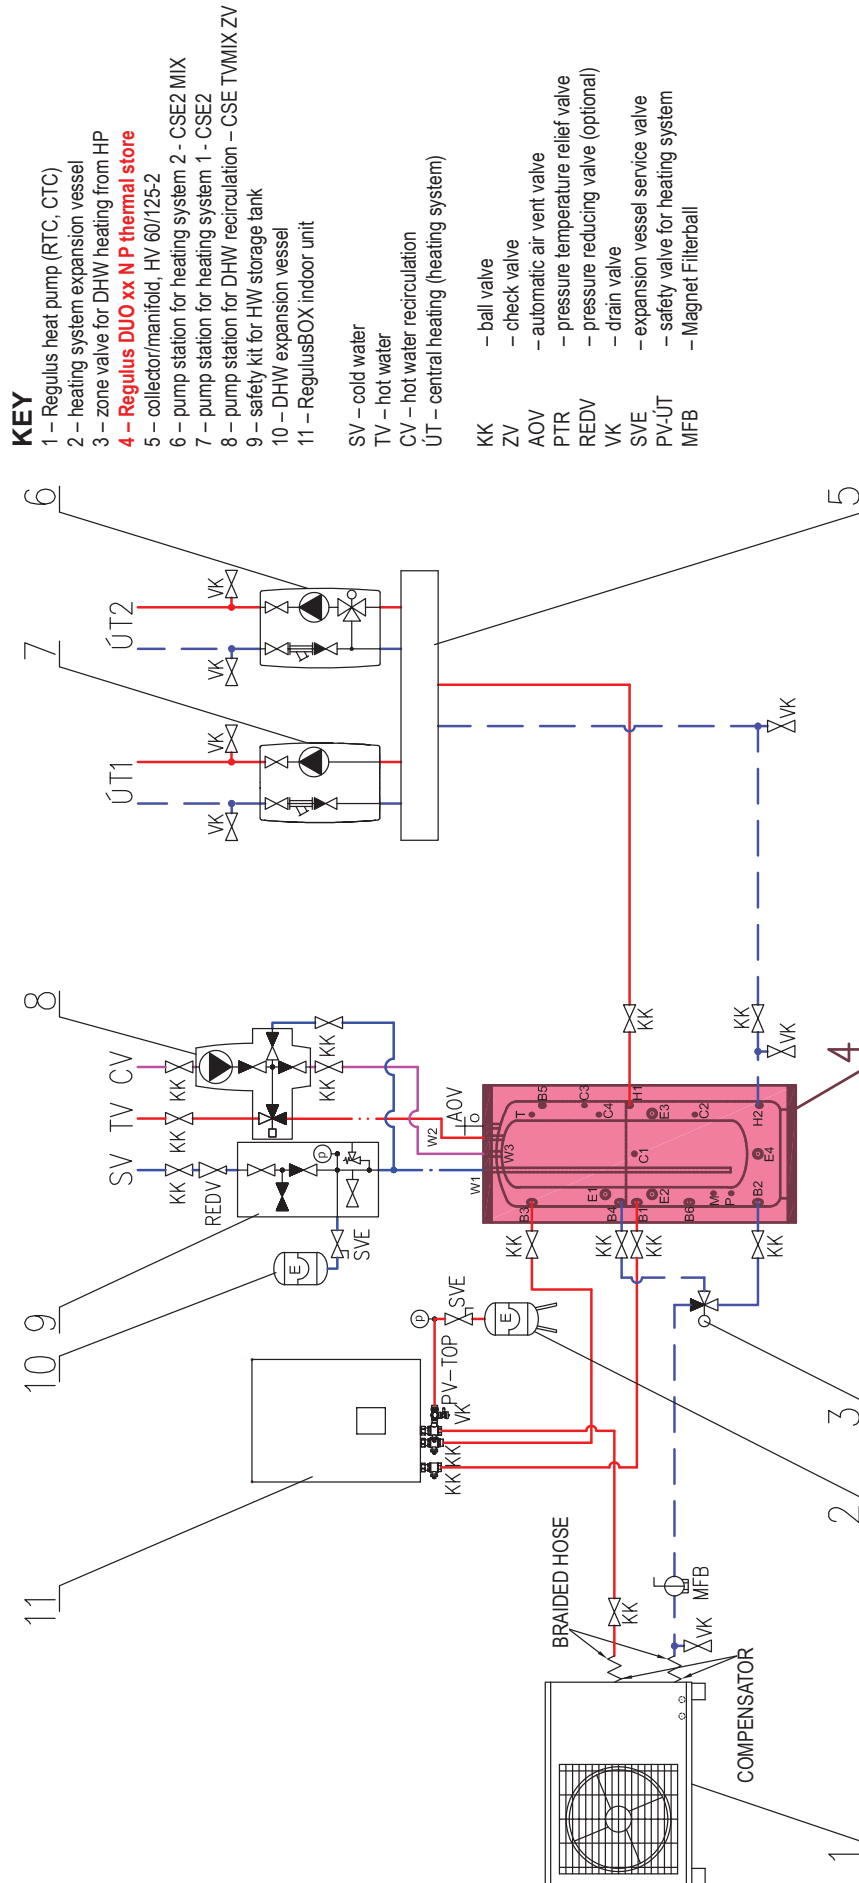 KEY
1 – Regulus heat pump (RTC, CTC)
2 – heating system expansion vessel
3 – zone valve for DHW heating from HP
4 – Regulus DUO xx N P thermal store
5 – collector/manifold, HV 60/125-2
6 – pump station for heating system 2 - CSE2 MIX
7 – pump station for heating system 1 - CSE2
8 – pump station for DHW recirculation – CSE TVMIX ZV
9 – safety kit for HW storage tank
10 – DHW expansion vessel
11 – RegulusBOX indoor unit
SV – cold water
TV – hot water
CV – hot water recirculation
ÚT – central heating (heating system)
KK – ball valve
ZV – check valve
AOV – automatic air vent valve
PTR – pressure temperature relief valve
REDV – pressure reducing valve (optional)
VK – drain valve
SVE – expansion vessel service valve
PV-ÚT – safety valve for heating system
MFB – Magnet Filterball
11
10
9
8
7
6
SV
TV
CV
ÚT1
ÚT2
KK
KK
KK
REDV
VK
VK
VK
VK
P
KK
KK
E
SVE
P
PV-TOP
SVE
VK
KK
KK
E
AOV
O
W1
W2
W3
T
B5
C3
C4
H1
E3
C2
H2
C1
E4
E1
E2
B3
B4
B1
B6
M
P
B2
KK
KK
KK
KK
KK
KK
VK
VK
BRAIDED HOSE
KK
MFB
VK
COMPENSATOR
1
2
3
4
5